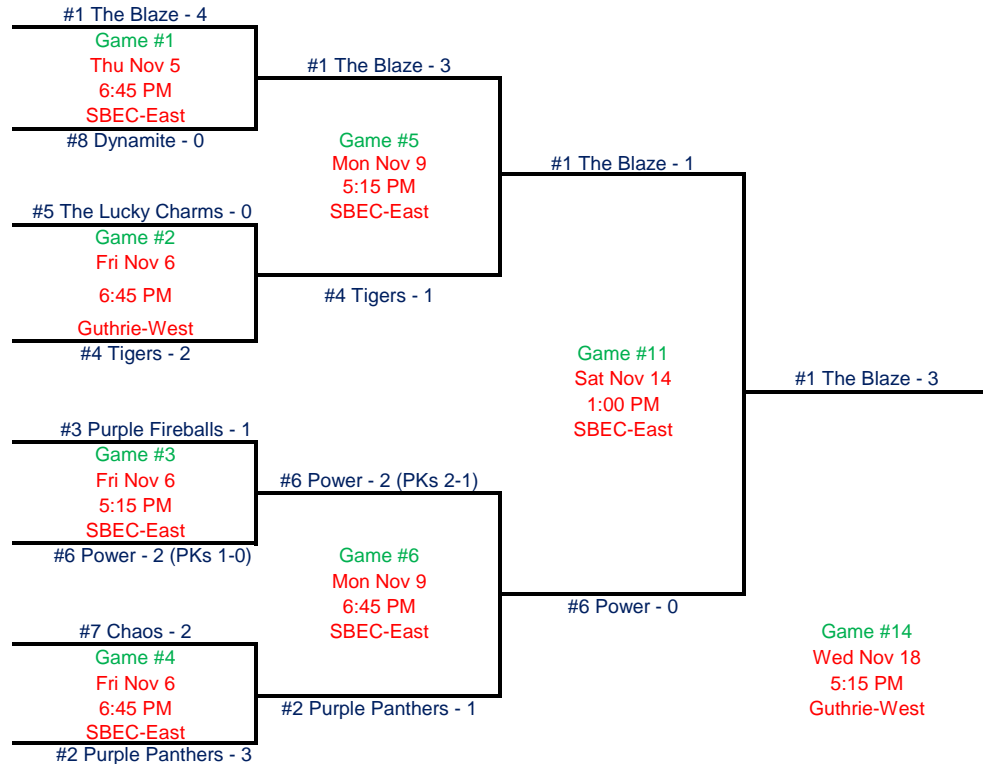 #1 The Blaze - 4
Game #1
Thu Nov 5
6:45 PM
SBEC-East
#8 Dynamite - 0
#5 The Lucky Charms - 0
Game #2
Fri Nov 6
6:45 PM
Guthrie-West
#4 Tigers - 2
#3 Purple Fireballs - 1
Game #3
Fri Nov 6
5:15 PM
SBEC-East
#6 Power - 2 (PKs 1-0)
#7 Chaos - 2
Game #4
Fri Nov 6
6:45 PM
SBEC-East
#2 Purple Panthers - 3
#1 The Blaze - 3
Game #5
Mon Nov 9
5:15 PM
SBEC-East
#4 Tigers - 1
#6 Power - 2 (PKs 2-1)
Game #6
Mon Nov 9
6:45 PM
SBEC-East
#2 Purple Panthers - 1
#1 The Blaze - 1
Game #11
Sat Nov 14
1:00 PM
SBEC-East
#6 Power - 0
#1 The Blaze - 3
Game #14
Wed Nov 18
5:15 PM
Guthrie-West